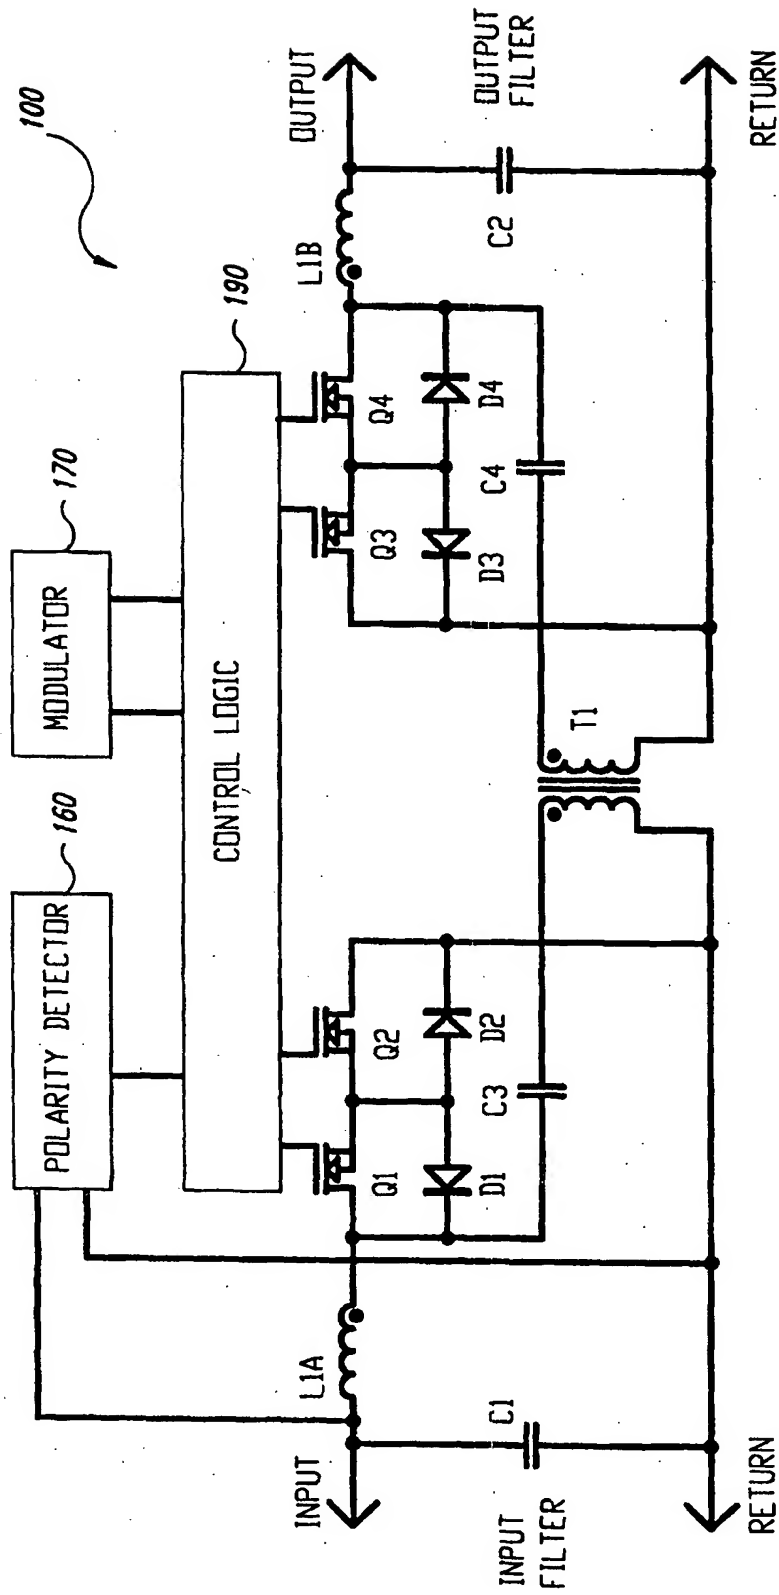 100
POLARITY DETECTOR
160
MODULATOR
170
CONTROL LOGIC
190
INPUT
L1A
Q1
Q2
Q3
Q4
L1B
OUTPUT
D1
D2
D3
D4
INPUT
FILTER
C1
C3
T1
C4
C2
OUTPUT
FILTER
RETURN
RETURN